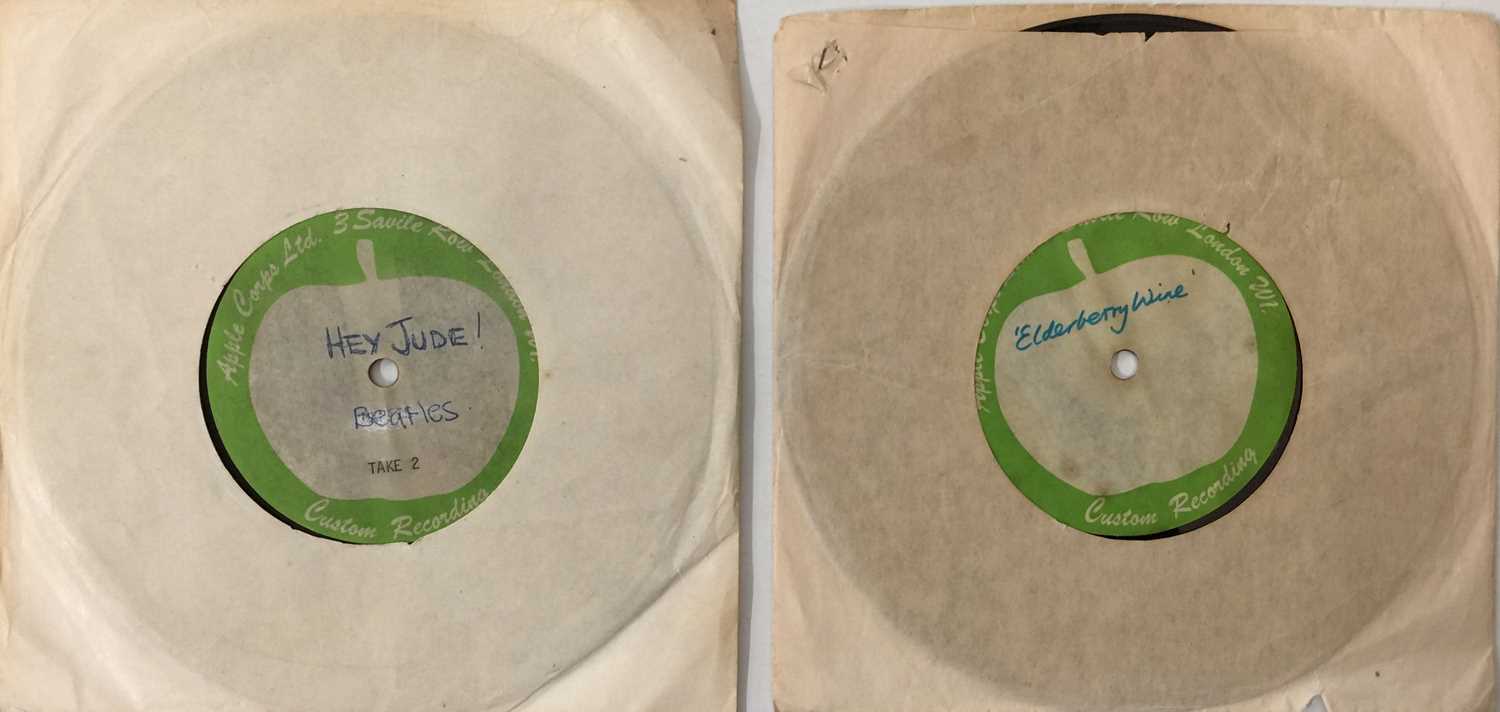 Apple Corps Ltd. 3 Savile Row London W1.
HEY JUDE!
Beatles
TAKE 2
Custom Recording
Row London W1.
'Elderberry Wine'
Custom Recording